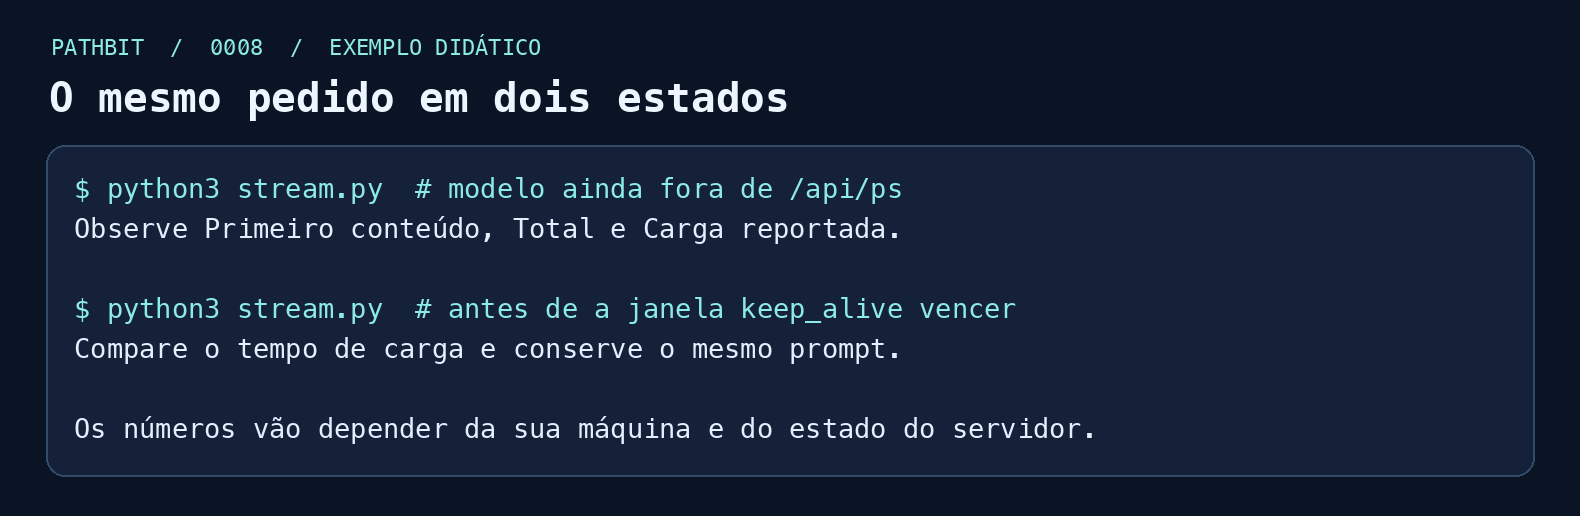 PATHBIT / 0008 / EXEMPLO DIDÁTICO
O mesmo pedido em dois estados
$ python3 stream.py  # modelo ainda fora de /api/ps
Observe Primeiro conteúdo, Total e Carga reportada.
$ python3 stream.py  # antes de a janela keep_alive vencer
Compare o tempo de carga e conserve o mesmo prompt.
Os números vão depender da sua máquina e do estado do servidor.